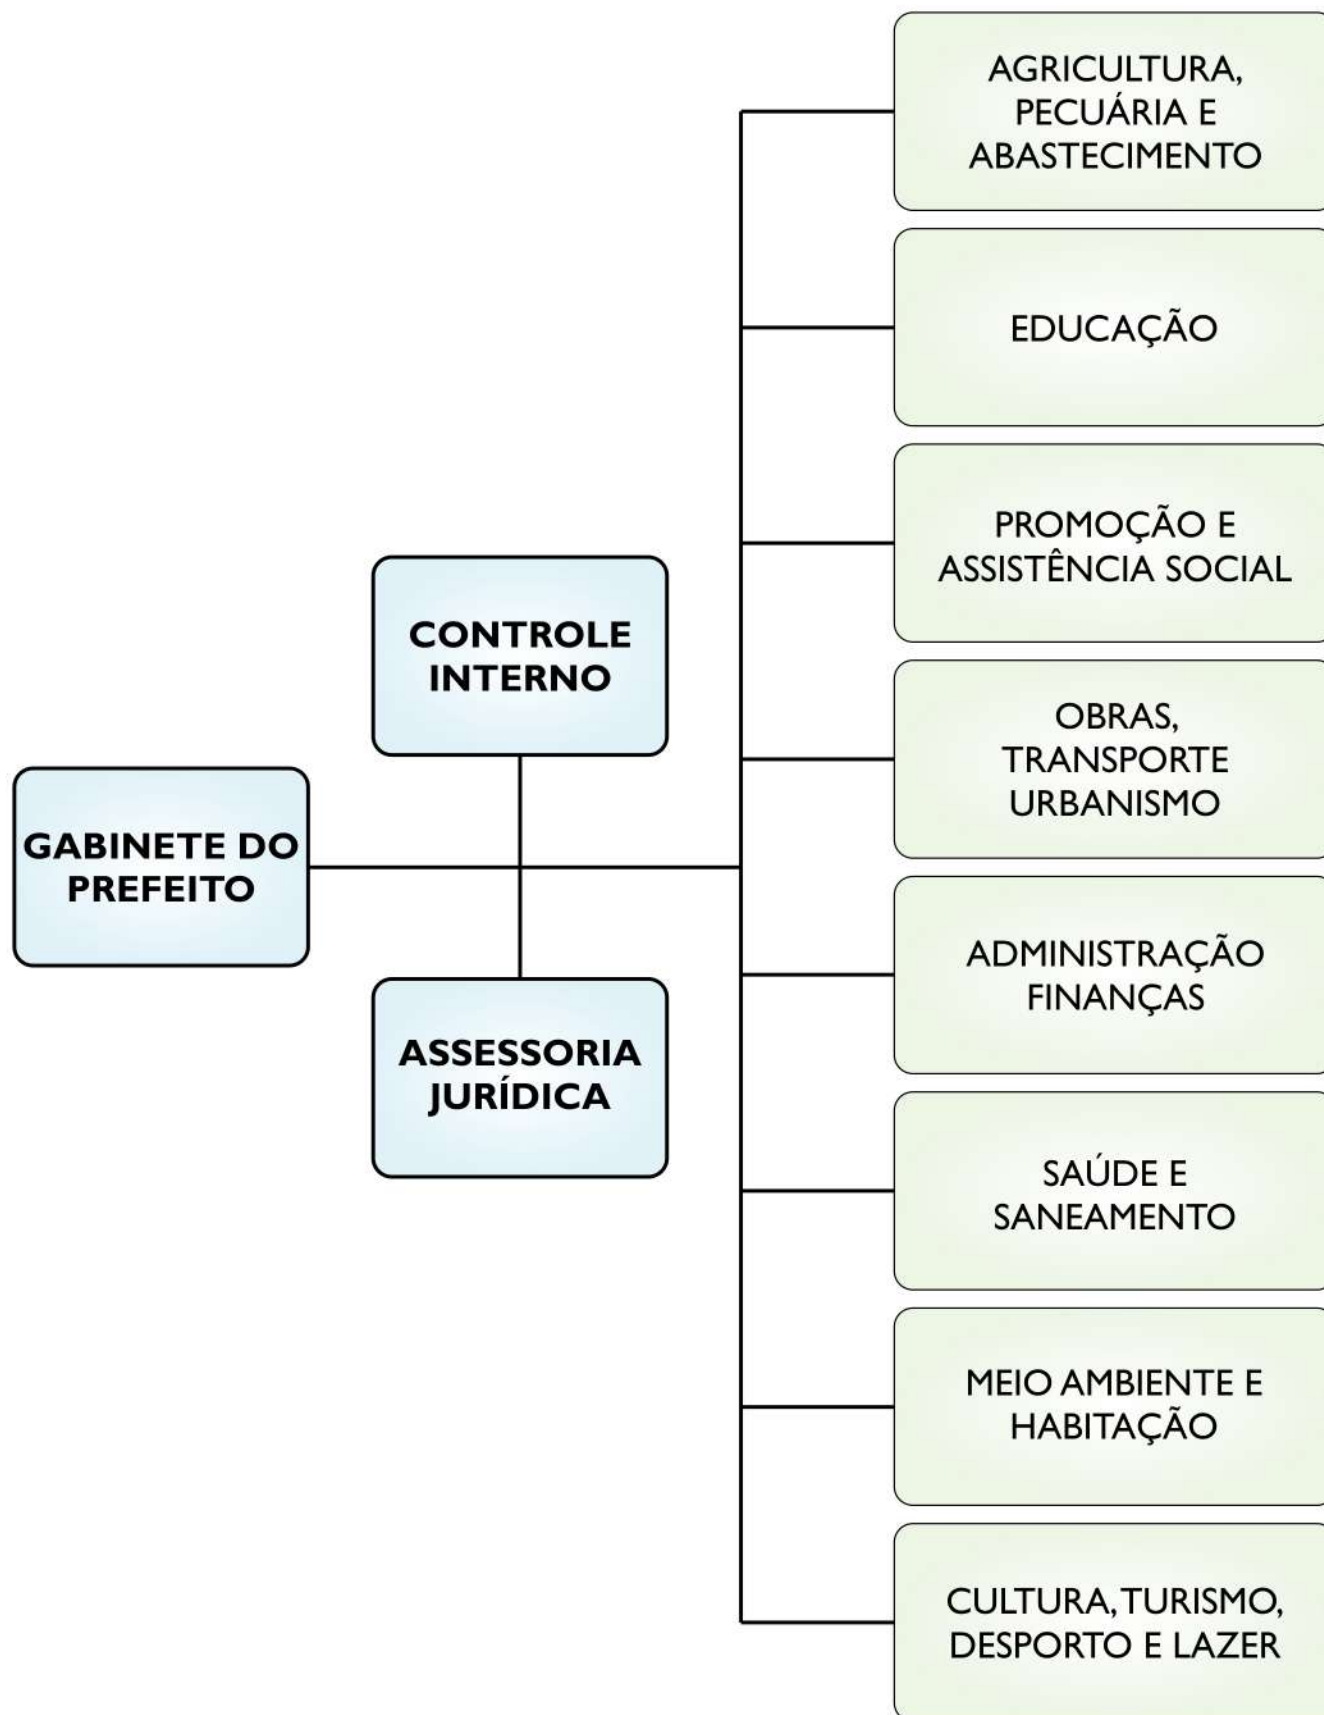 GABINETE DO
PREFEITO
CONTROLE
INTERNO
ASSESSORIA
JURÍDICA
AGRICULTURA,
PECUÁRIA E
ABASTECIMENTO
EDUCAÇÃO
PROMOÇÃO E
ASSISTÊNCIA SOCIAL
OBRAS,
TRANSPORTE
URBANISMO
ADMINISTRAÇÃO
FINANÇAS
SAÚDE E
SANEAMENTO
MEIO AMBIENTE E
HABITAÇÃO
CULTURA, TURISMO,
DESPORTO E LAZER